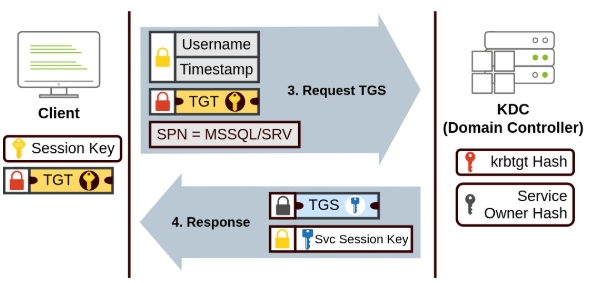 Username
Timestamp
3. Request TGS
TGT
SPN = MSSQL/SRV
Client
Session Key
TGT
KDC
(Domain Controller)
krbtgt Hash
Service
Owner Hash
4. Response
TGS
Svc Session Key